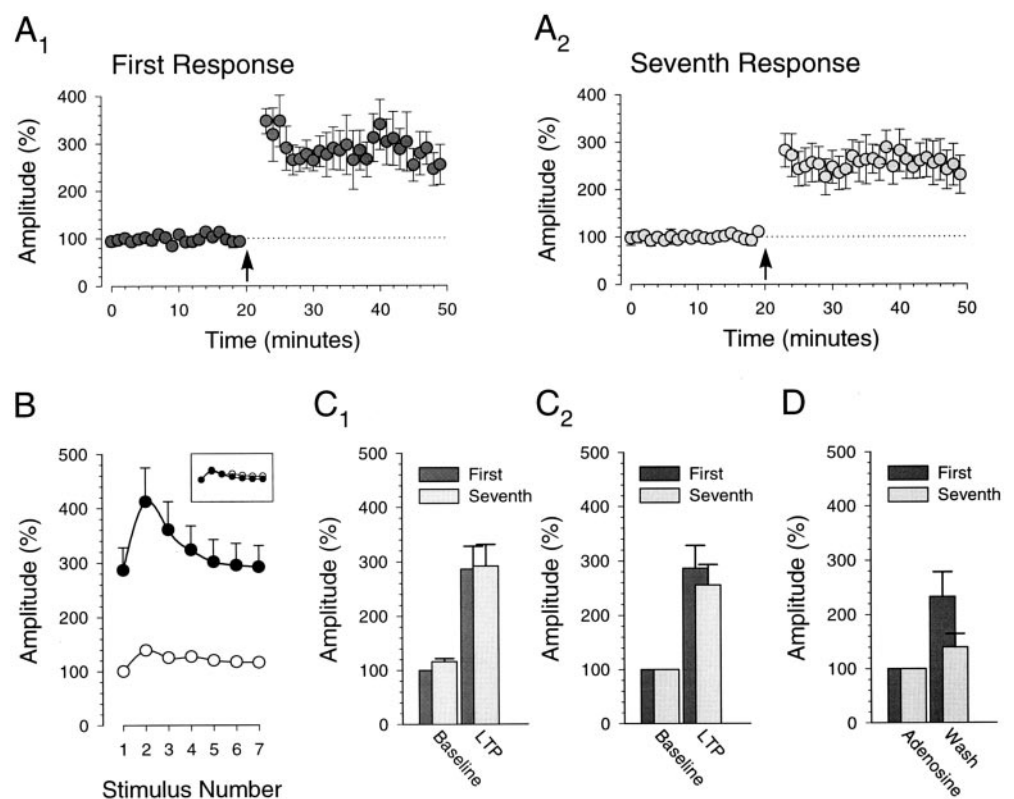 A1
First Response
400
300
200
100
0
Amplitude (%)
0 10 20 30 40 50
Time (minutes)
A2
Seventh Response
400
300
200
100
0
Amplitude (%)
0 10 20 30 40 50
Time (minutes)
B
500
400
300
200
100
0
Amplitude (%)
1 2 3 4 5 6 7
Stimulus Number
C1
500
400
300
200
100
0
Amplitude (%)
First
Seventh
Baseline
LTP
C2
500
400
300
200
100
0
Amplitude (%)
First
Seventh
Baseline
LTP
D
500
400
300
200
100
0
Amplitude (%)
First
Seventh
Adenosine
Wash